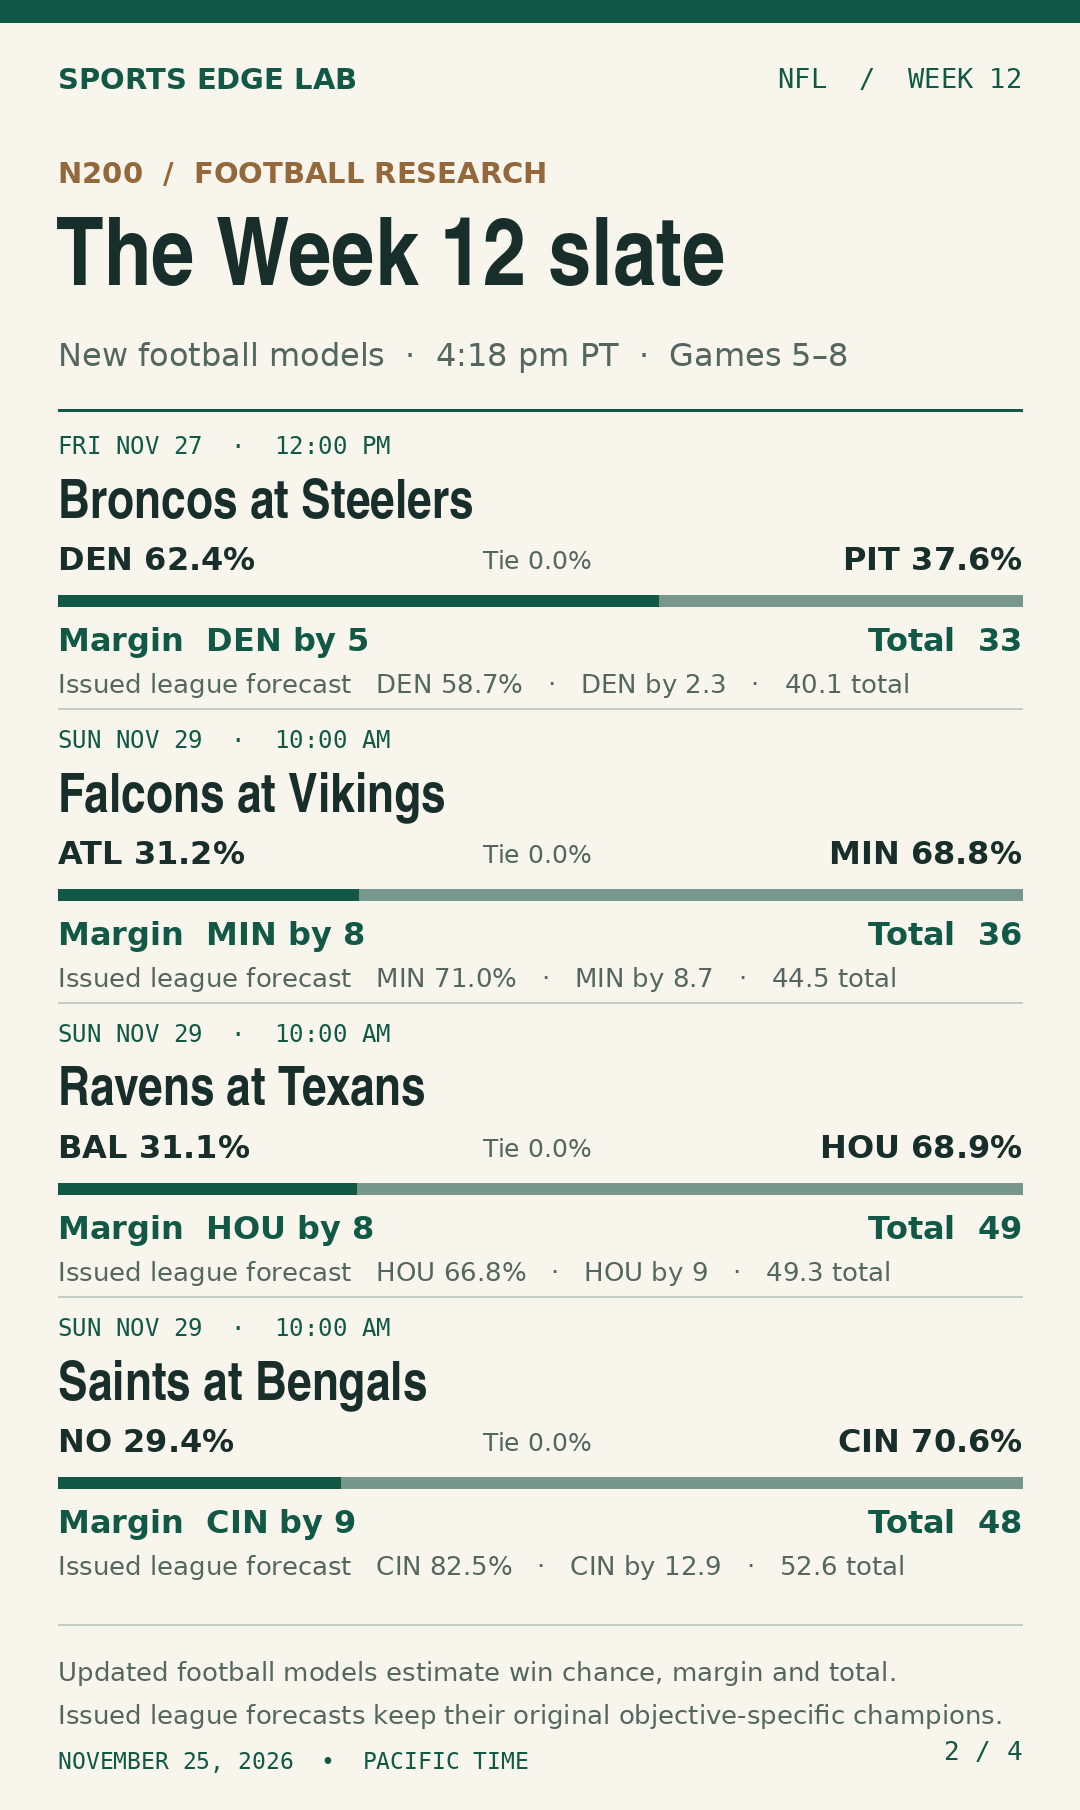 SPORTS EDGE LAB
NFL / WEEK 12
N200 / FOOTBALL RESEARCH
The Week 12 slate
New football models · 4:18 pm PT · Games 5–8
FRI NOV 27 · 12:00 PM
Broncos at Steelers
DEN 62.4% Tie 0.0% PIT 37.6%
Margin DEN by 5 Total 33
Issued league forecast DEN 58.7% · DEN by 2.3 · 40.1 total
SUN NOV 29 · 10:00 AM
Falcons at Vikings
ATL 31.2% Tie 0.0% MIN 68.8%
Margin MIN by 8 Total 36
Issued league forecast MIN 71.0% · MIN by 8.7 · 44.5 total
SUN NOV 29 · 10:00 AM
Ravens at Texans
BAL 31.1% Tie 0.0% HOU 68.9%
Margin HOU by 8 Total 49
Issued league forecast HOU 66.8% · HOU by 9 · 49.3 total
SUN NOV 29 · 10:00 AM
Saints at Bengals
NO 29.4% Tie 0.0% CIN 70.6%
Margin CIN by 9 Total 48
Issued league forecast CIN 82.5% · CIN by 12.9 · 52.6 total
Updated football models estimate win chance, margin and total.
Issued league forecasts keep their original objective-specific champions.
NOVEMBER 25, 2026 • PACIFIC TIME
2 / 4